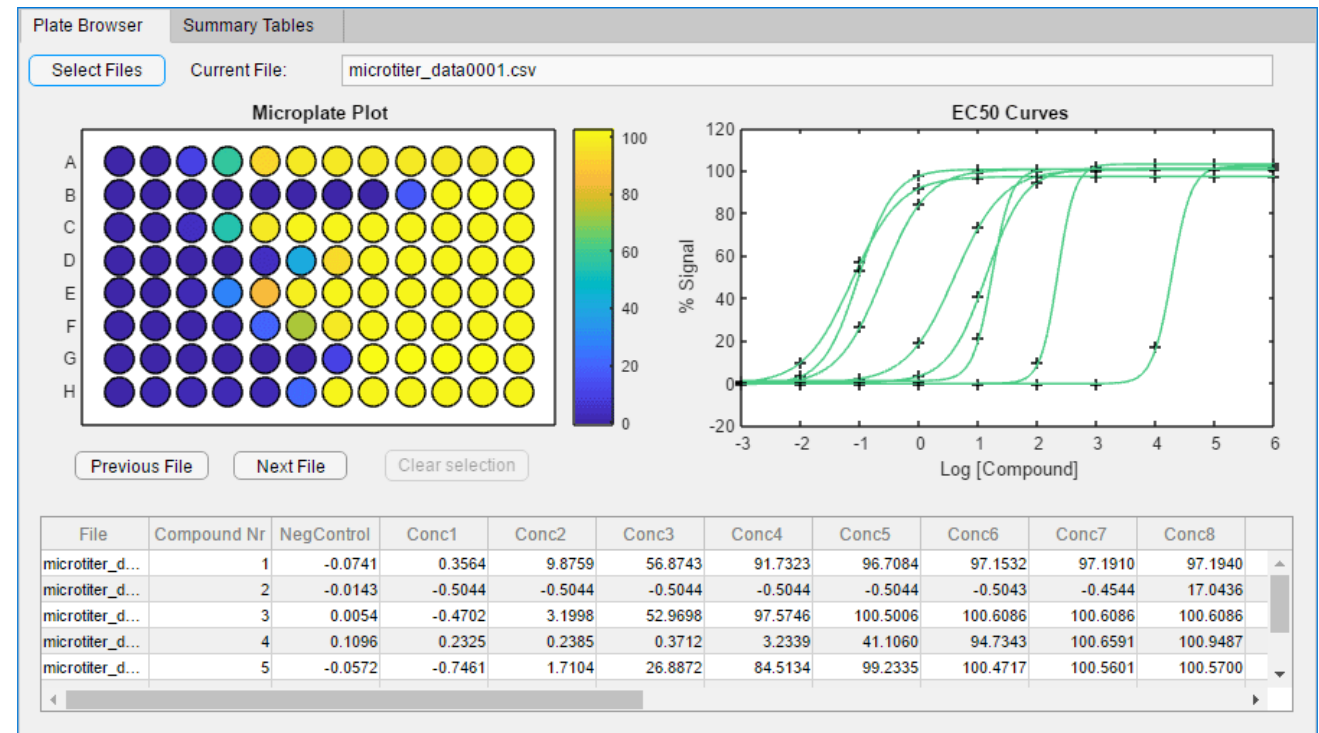 Plate Browser Summary Tables
Select Files Current File: microtiter_data0001.csv
Microplate Plot
A
B
C
D
E
F
G
H
100
80
60
40
20
0
EC50 Curves
% Signal
120
100
80
60
40
20
0
-20
-3 -2 -1 0 1 2 3 4 5 6
Log [Compound]
Previous File Next File Clear selection
File Compound Nr NegControl Conc1 Conc2 Conc3 Conc4 Conc5 Conc6 Conc7 Conc8
microtiter_d... 1 -0.0741 0.3564 9.8759 56.8743 91.7323 96.7084 97.1532 97.1910 97.1940
microtiter_d... 2 -0.0143 -0.5044 -0.5044 -0.5044 -0.5044 -0.5044 -0.5043 -0.4544 17.0436
microtiter_d... 3 0.0054 -0.4702 3.1998 52.9698 97.5746 100.5006 100.6086 100.6086 100.6086
microtiter_d... 4 0.1096 0.2325 0.2385 0.3712 3.2339 41.1060 94.7343 100.6591 100.9487
microtiter_d... 5 -0.0572 -0.7461 1.7104 26.8872 84.5134 99.2335 100.4717 100.5601 100.5700